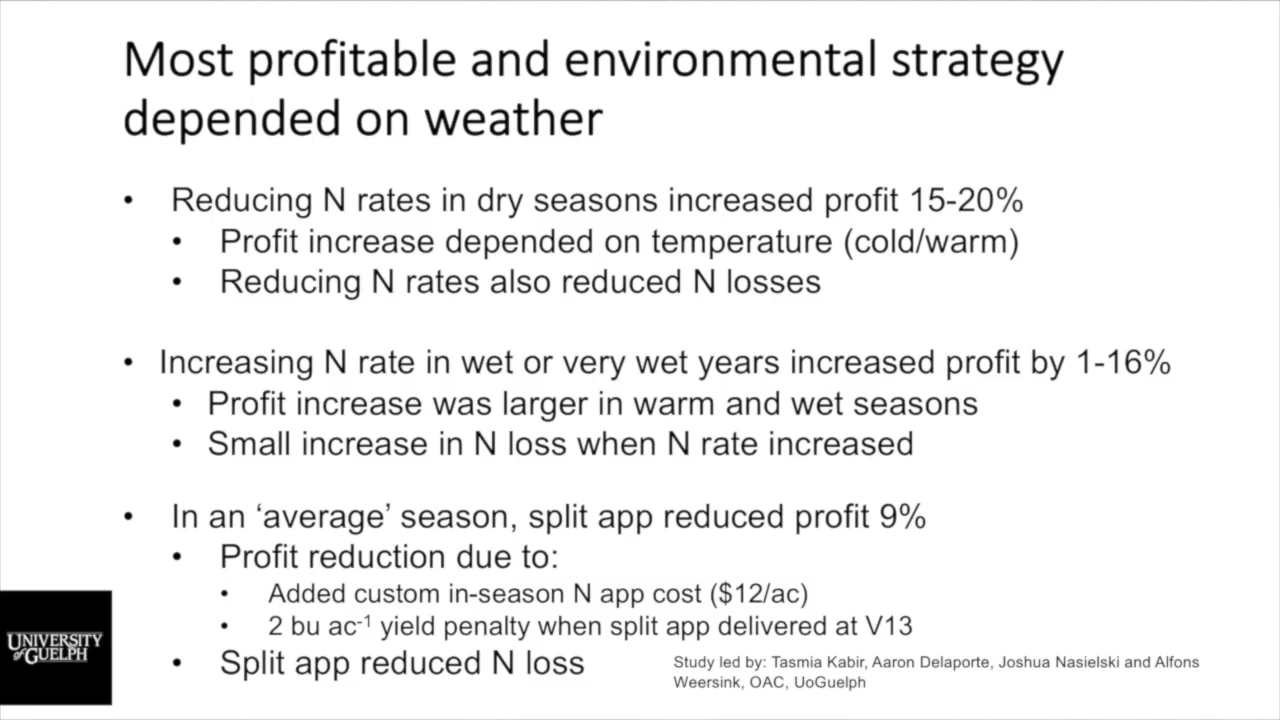 Most profitable and environmental strategy
depended on weather
• Reducing N rates in dry seasons increased profit 15-20%
• Profit increase depended on temperature (cold/warm)
• Reducing N rates also reduced N losses
• Increasing N rate in wet or very wet years increased profit by 1-16%
• Profit increase was larger in warm and wet seasons
• Small increase in N loss when N rate increased
• In an ‘average’ season, split app reduced profit 9%
• Profit reduction due to:
• Added custom in-season N app cost ($12/ac)
• 2 bu ac⁻¹ yield penalty when split app delivered at V13
• Split app reduced N loss
Study led by: Tasmia Kabir, Aaron Delaporte, Joshua Nasielski and Alfons
Weersink, OAC, UoGuelph
UNIVERSITY
of GUELPH